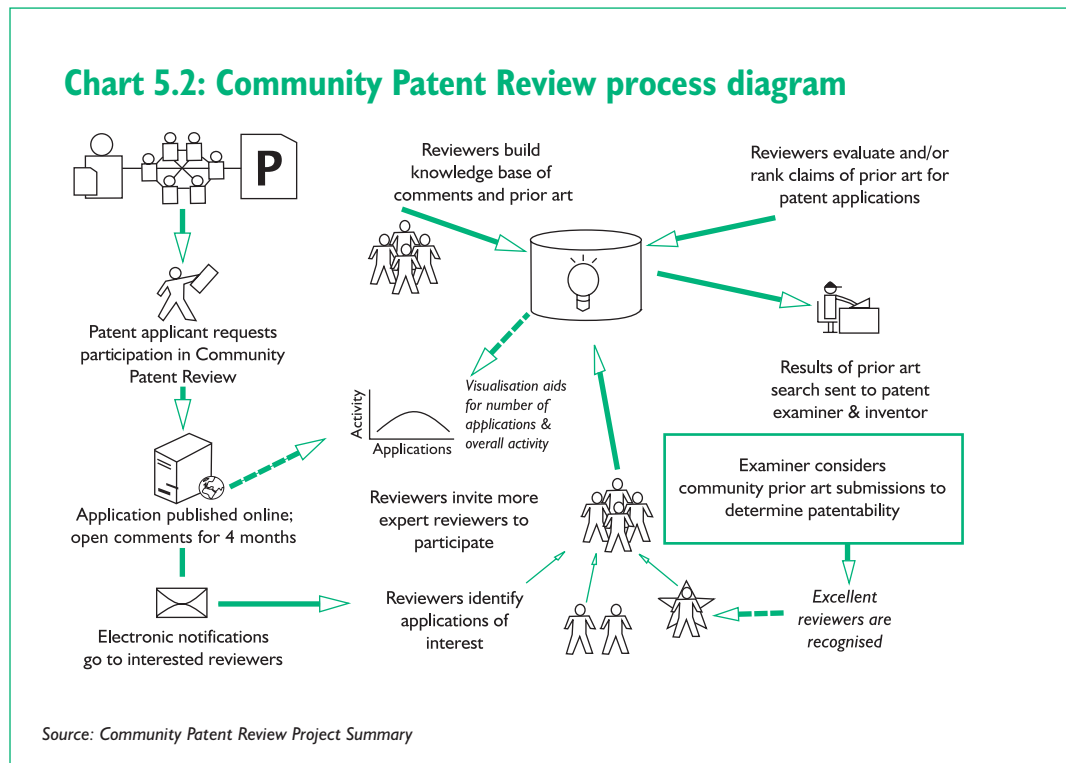 Chart 5.2: Community Patent Review process diagram
P
Patent applicant requests
participation in Community
Patent Review
Application published online;
open comments for 4 months
Electronic notifications
go to interested reviewers
Reviewers build
knowledge base of
comments and prior art
Activity
Applications
Visualisation aids
for number of
applications &
overall activity
Reviewers invite more
expert reviewers to
participate
Reviewers identify
applications of
interest
Reviewers evaluate and/or
rank claims of prior art for
patent applications
Results of prior art
search sent to patent
examiner & inventor
Examiner considers
community prior art submissions to
determine patentability
Excellent
reviewers are
recognised
Source: Community Patent Review Project Summary